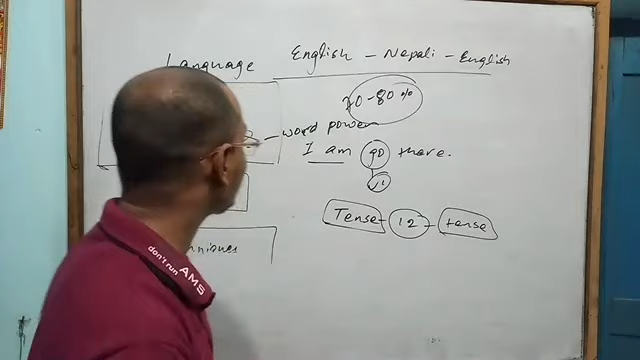 Language English - Nepali - English
70-80%
- word power
I am go there.
Tense - 12 - tense
don't run AMS